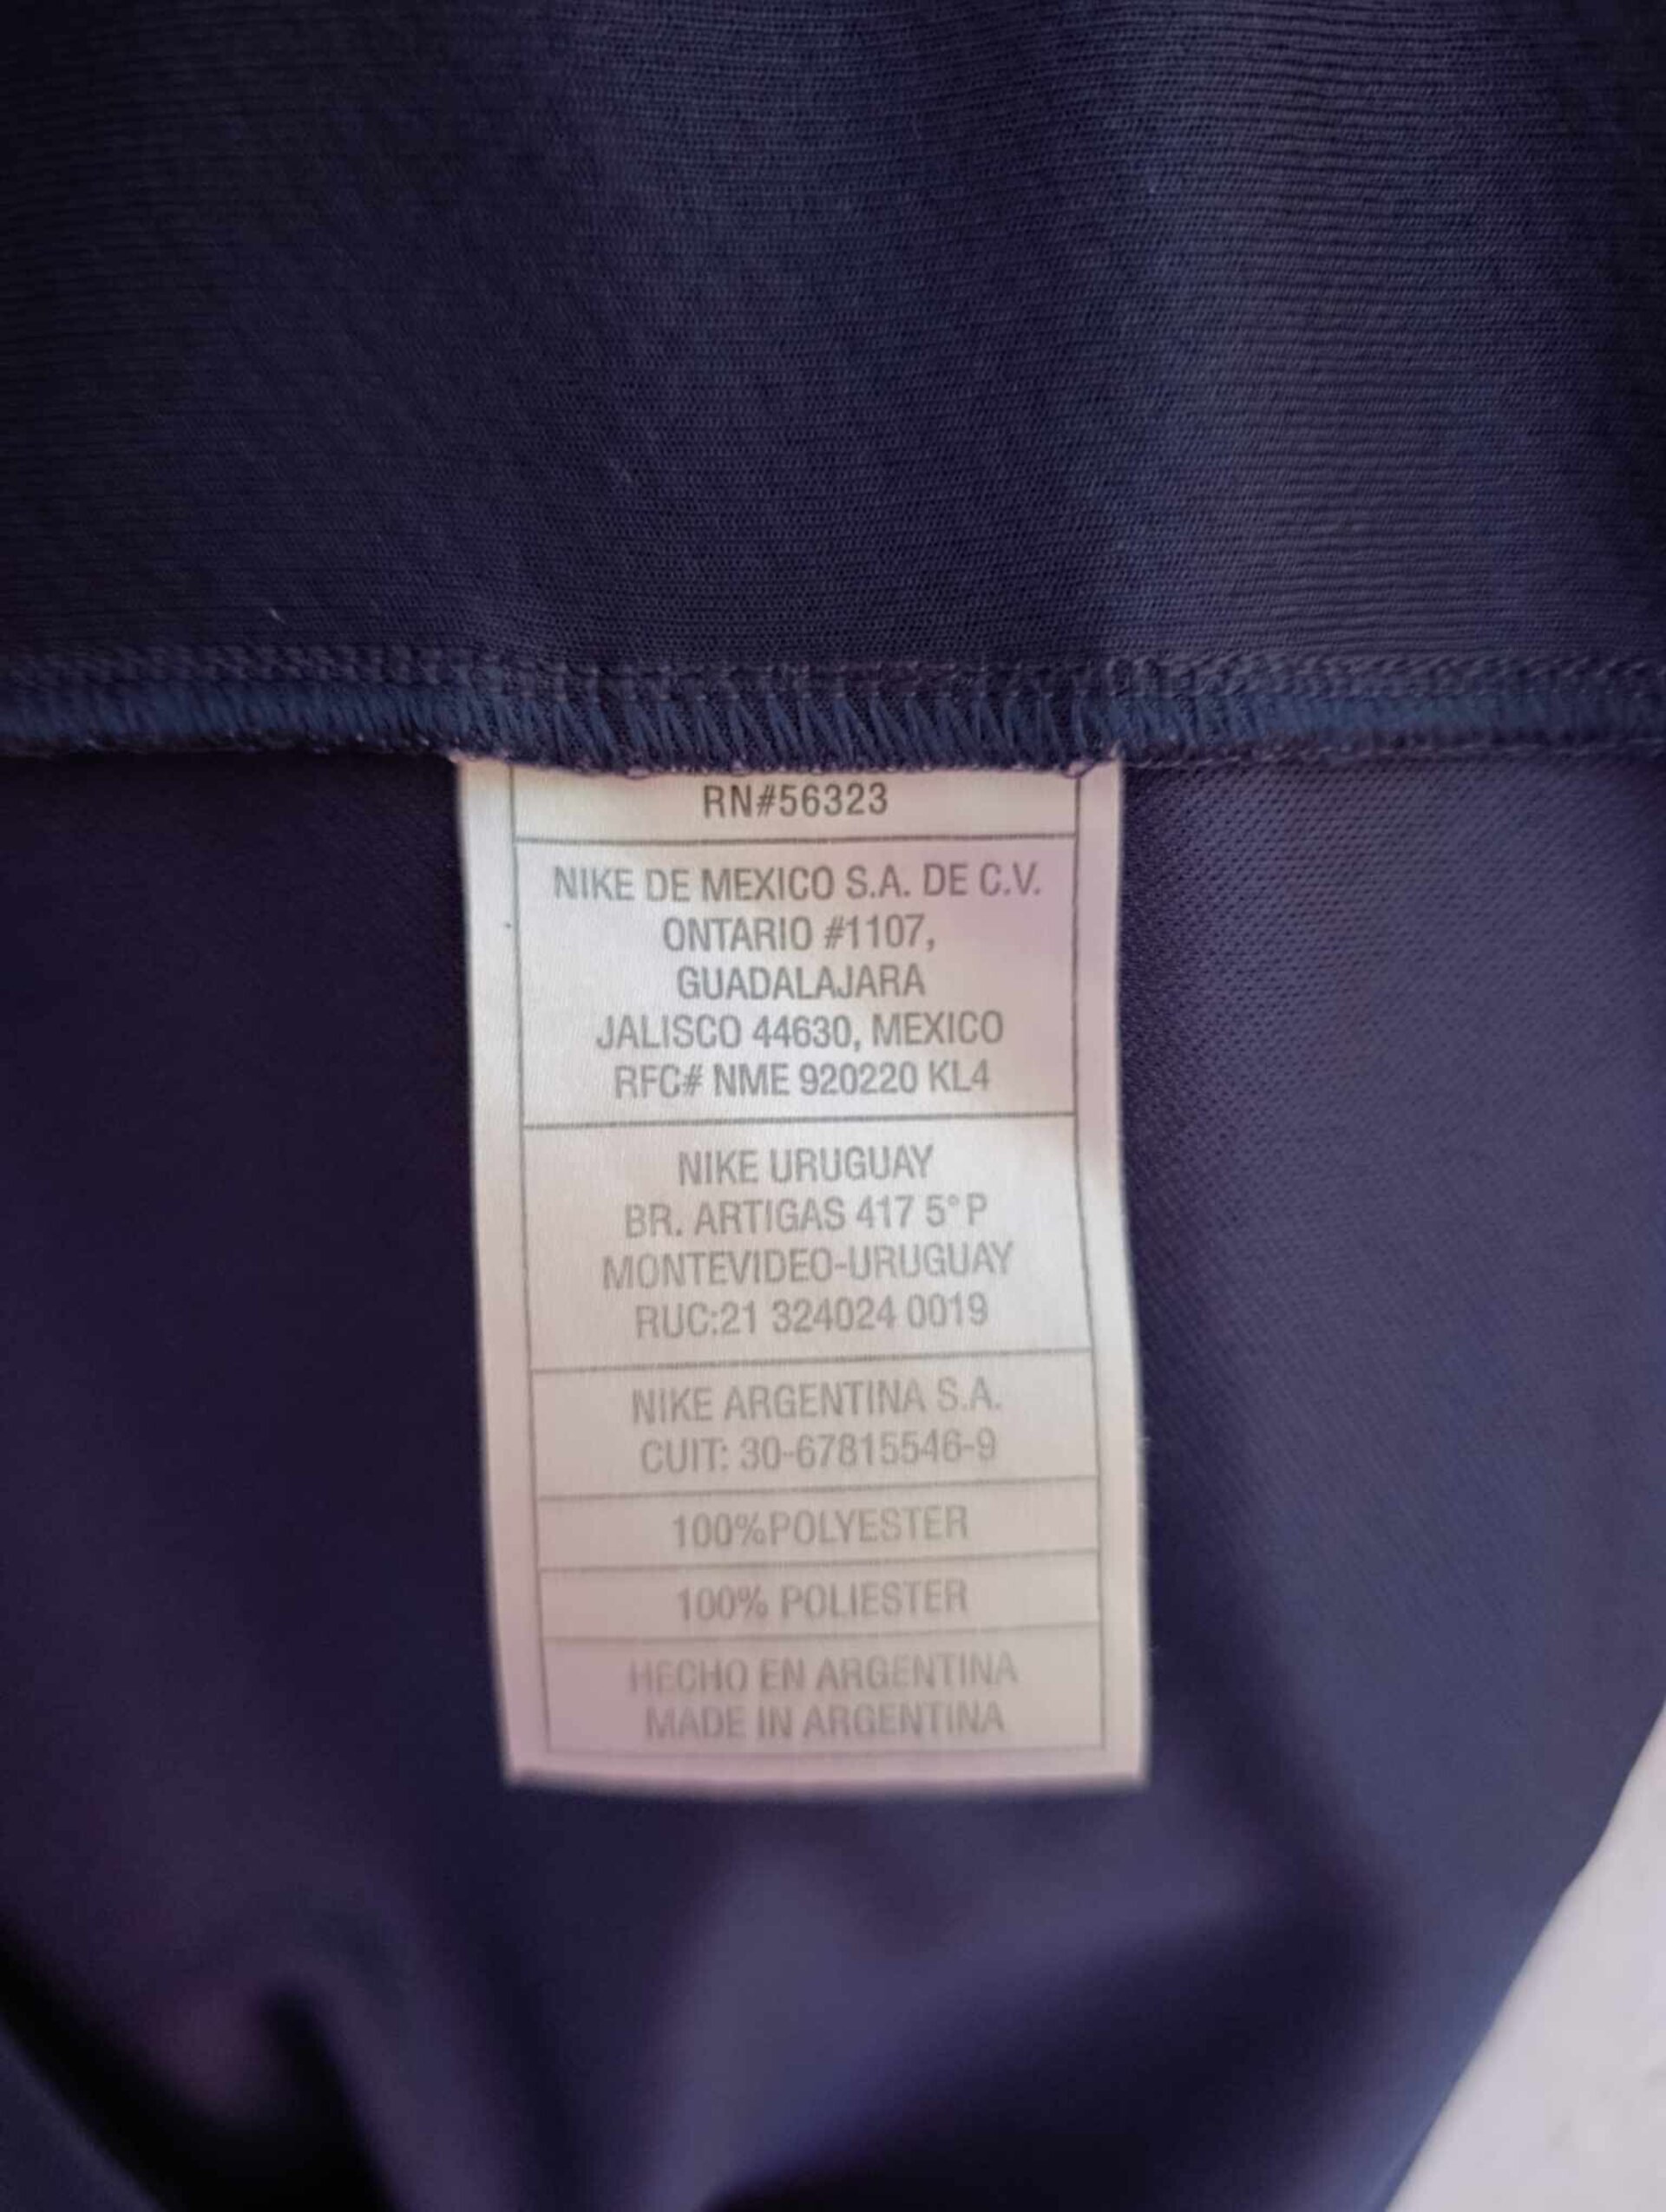 RN#56323
NIKE DE MEXICO S.A. DE C.V.
ONTARIO #1107,
GUADALAJARA
JALISCO 44630, MEXICO
RFC# NME 920220 KL4
NIKE URUGUAY
BR. ARTIGAS 417 5° P
MONTEVIDEO-URUGUAY
RUC:21 324024 0019
NIKE ARGENTINA S.A.
CUIT: 30-67815546-9
100%POLYESTER
100% POLIESTER
HECHO EN ARGENTINA
MADE IN ARGENTINA